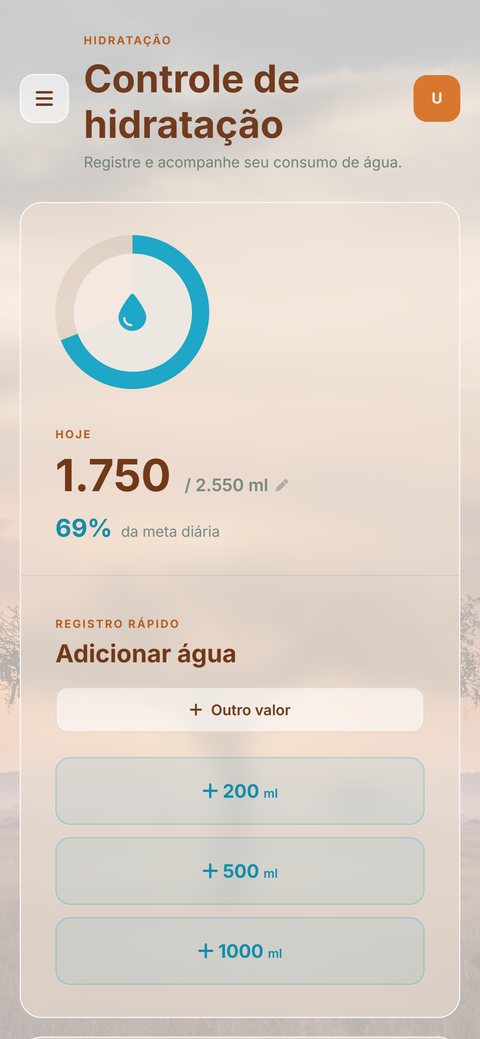 HIDRATAÇÃO
Controle de
hidratação
U
Registre e acompanhe seu consumo de água.
HOJE
1.750 / 2.550 ml
69% da meta diária
REGISTRO RÁPIDO
Adicionar água
+ Outro valor
+ 200 ml
+ 500 ml
+ 1000 ml